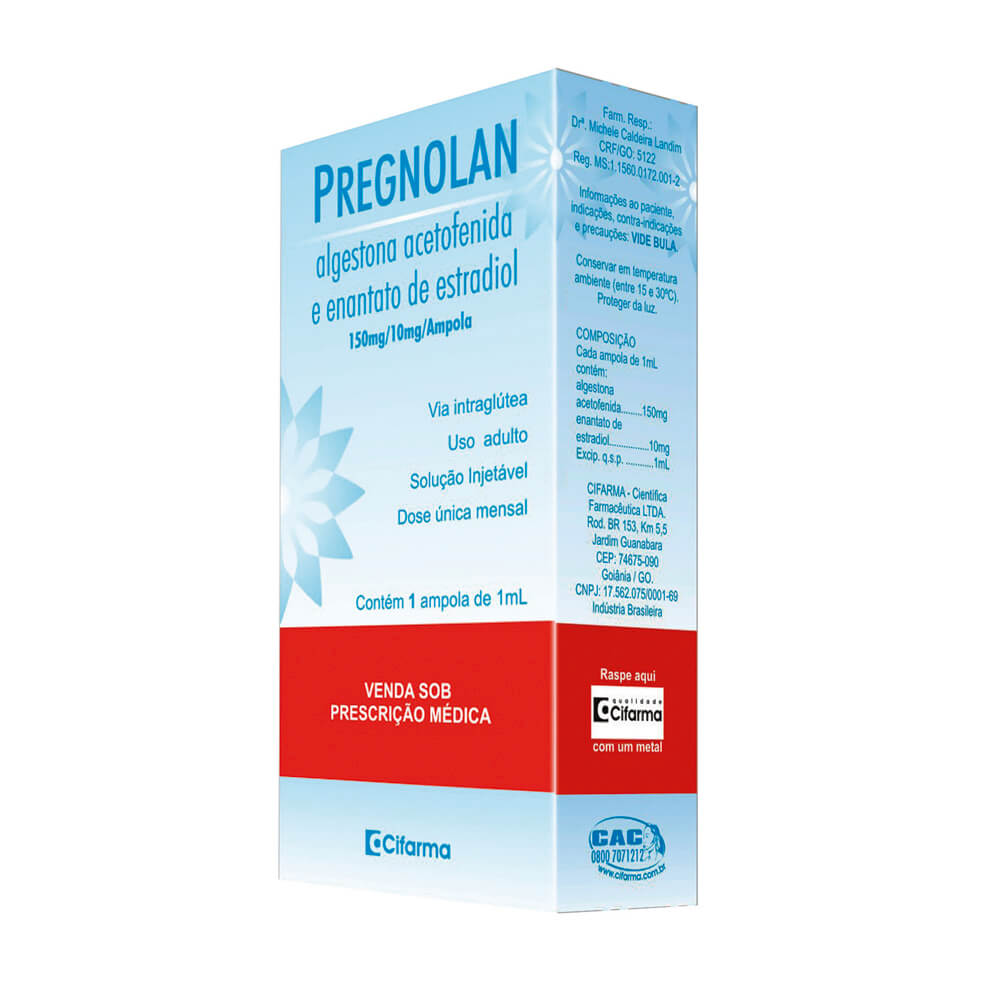 PREGNOLAN
algestona acetofenida
e enantato de estradiol
150mg/10mg/Ampola
Via intraglútea
Uso adulto
Solução Injetável
Dose única mensal
Contém 1 ampola de 1mL
VENDA SOB
PRESCRIÇÃO MÉDICA
Cifarma
Farm. Resp.:
Drª. Michele Caldeira Landim
CRF/GO: 5122
Reg. MS:1.1560.0172.001-2
Informações ao paciente,
indicações, contra-indicações
e precauções: VIDE BULA.
Conservar em temperatura
ambiente (entre 15 e 30ºC).
Proteger da luz.
COMPOSIÇÃO
Cada ampola de 1mL
contém:
algestona
acetofenida.........150mg
enantato de
estradiol.................10mg
Excip. q.s.p. ............1mL
CIFARMA - Científica
Farmacêutica LTDA.
Rod. BR 153, Km 5,5
Jardim Guanabara
CEP: 74675-090
Goiânia / GO.
CNPJ: 17.562.075/0001-69
Indústria Brasileira
Raspe aqui
qualidade
Cifarma
com um metal
CAC
0800 7071212
www.cifarma.com.br